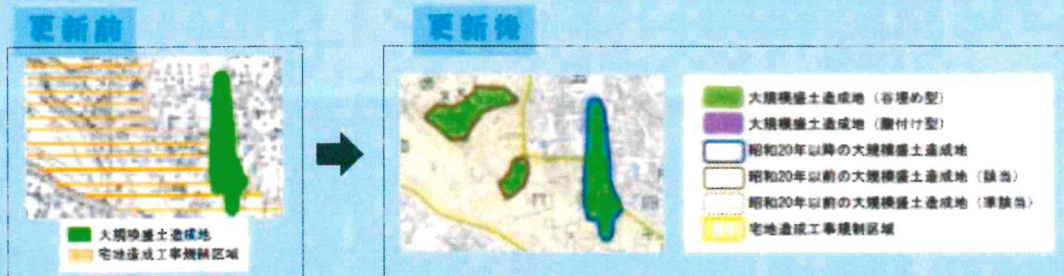 更新前
更新後
大規模盛土造成地
宅地造成工事規制区域
大規模盛土造成地（谷埋め型）
大規模盛土造成地（腹付け型）
昭和20年以降の大規模盛土造成地
昭和20年以前の大規模盛土造成地（該当）
昭和20年以前の大規模盛土造成地（準該当）
宅地造成工事規制区域